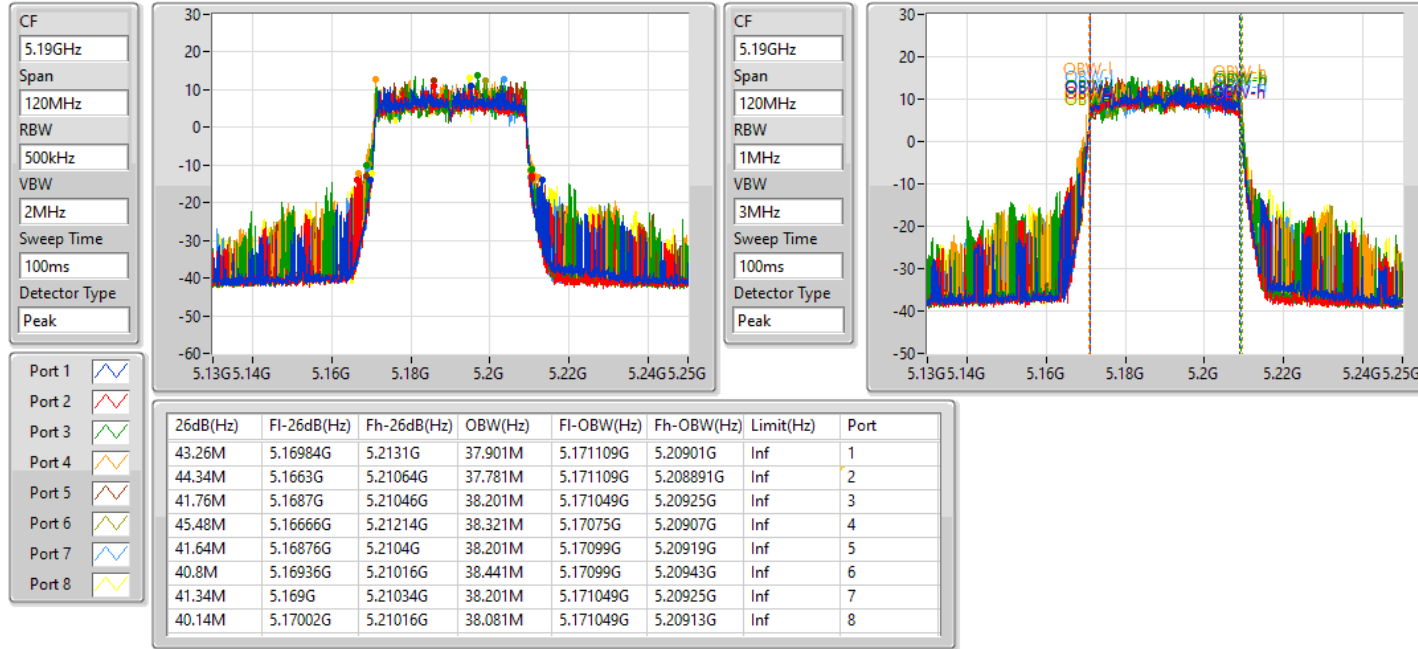 CF
5.19GHz
Span
120MHz
RBW
500kHz
VBW
2MHz
Sweep Time
100ms
Detector Type
Peak
30
20
10
0
-10
-20
-30
-40
-50
-60
5.13G 5.14G 5.16G 5.18G 5.2G 5.22G 5.24G 5.25G
CF
5.19GHz
Span
120MHz
RBW
1MHz
VBW
3MHz
Sweep Time
100ms
Detector Type
Peak
30
20
10
0
-10
-20
-30
-40
-50
OBW-l OBW-h
5.13G 5.14G 5.16G 5.18G 5.2G 5.22G 5.24G 5.25G
Port 1
Port 2
Port 3
Port 4
Port 5
Port 6
Port 7
Port 8
26dB(Hz) Fl-26dB(Hz) Fh-26dB(Hz) OBW(Hz) Fl-OBW(Hz) Fh-OBW(Hz) Limit(Hz) Port
43.26M 5.16984G 5.2131G 37.901M 5.171109G 5.20901G Inf 1
44.34M 5.1663G 5.21064G 37.781M 5.171109G 5.208891G Inf 2
41.76M 5.1687G 5.21046G 38.201M 5.171049G 5.20925G Inf 3
45.48M 5.16666G 5.21214G 38.321M 5.17075G 5.20907G Inf 4
41.64M 5.16876G 5.2104G 38.201M 5.17099G 5.20919G Inf 5
40.8M 5.16936G 5.21016G 38.441M 5.17099G 5.20943G Inf 6
41.34M 5.169G 5.21034G 38.201M 5.171049G 5.20925G Inf 7
40.14M 5.17002G 5.21016G 38.081M 5.171049G 5.20913G Inf 8